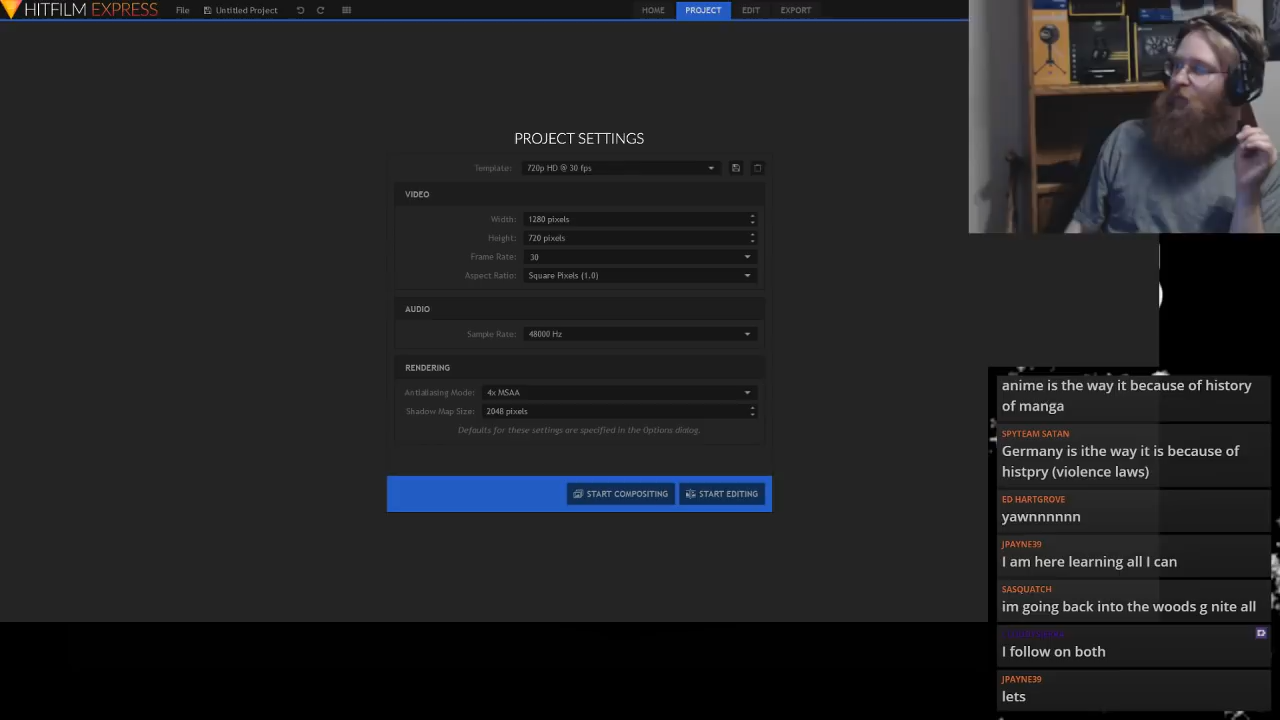 HITFILM EXPRESS
File
Untitled Project
HOME
PROJECT
EDIT
EXPORT
PROJECT SETTINGS
Template: 720p HD @ 30 fps
VIDEO
Width: 1280 pixels
Height: 720 pixels
Frame Rate: 30
Aspect Ratio: Square Pixels (1.0)
AUDIO
Sample Rate: 48000 Hz
RENDERING
Antialiasing Mode: 4x MSAA
Shadow Map Size: 2048 pixels
Defaults for these settings are specified in the Options dialog.
START COMPOSITING
START EDITING
anime is the way it because of history
of manga
SPYTEAM SATAN
Germany is ithe way it is because of
histpry (violence laws)
ED HARTGROVE
yawnnnnnn
JPAYNE39
I am here learning all I can
SASQUATCH
im going back into the woods g nite all
I follow on both
JPAYNE39
lets